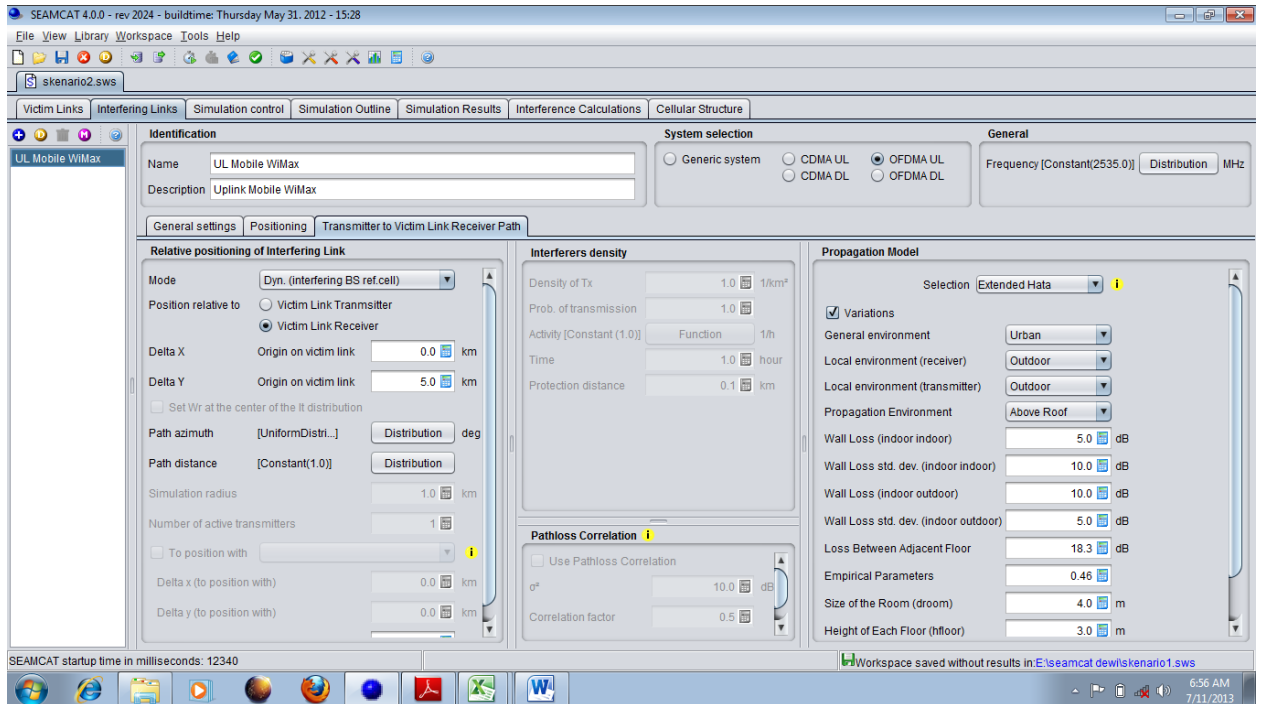 SEAMCAT 4.0.0 - rev 2024 - buildtime: Thursday May 31. 2012 - 15:28
File View Library Workspace Tools Help
skenario2.sws
Victim Links Interfering Links Simulation control Simulation Outline Simulation Results Interference Calculations Cellular Structure
UL Mobile WiMax
Identification
Name UL Mobile WiMax
Description Uplink Mobile WiMax
System selection
Generic system CDMA UL OFDMA UL
CDMA DL OFDMA DL
General
Frequency [Constant(2535.0)] Distribution MHz
General settings Positioning Transmitter to Victim Link Receiver Path
Relative positioning of Interfering Link
Mode Dyn. (interfering BS ref.cell)
Position relative to Victim Link Tranmsitter
Victim Link Receiver
Delta X Origin on victim link 0.0 km
Delta Y Origin on victim link 5.0 km
Set Wr at the center of the It distribution
Path azimuth [UniformDistri...] Distribution deg
Path distance [Constant(1.0)] Distribution
Simulation radius 1.0 km
Number of active transmitters 1
To position with
Delta x (to position with) 0.0 km
Delta y (to position with) 0.0 km
Interferers density
Density of Tx 1.0 1/km²
Prob. of transmission 1.0
Activity [Constant (1.0)] Function 1/h
Time 1.0 hour
Protection distance 0.1 km
Pathloss Correlation
Use Pathloss Correlation
σ² 10.0 dB
Correlation factor 0.5
Propagation Model
Selection Extended Hata
Variations
General environment Urban
Local environment (receiver) Outdoor
Local environment (transmitter) Outdoor
Propagation Environment Above Roof
Wall Loss (indoor indoor) 5.0 dB
Wall Loss std. dev. (indoor indoor) 10.0 dB
Wall Loss (indoor outdoor) 10.0 dB
Wall Loss std. dev. (indoor outdoor) 5.0 dB
Loss Between Adjacent Floor 18.3 dB
Empirical Parameters 0.46
Size of the Room (droom) 4.0 m
Height of Each Floor (hfloor) 3.0 m
SEAMCAT startup time in milliseconds: 12340
Workspace saved without results in:E:\seamcat dewi\skenario1.sws
6:56 AM
7/11/2013